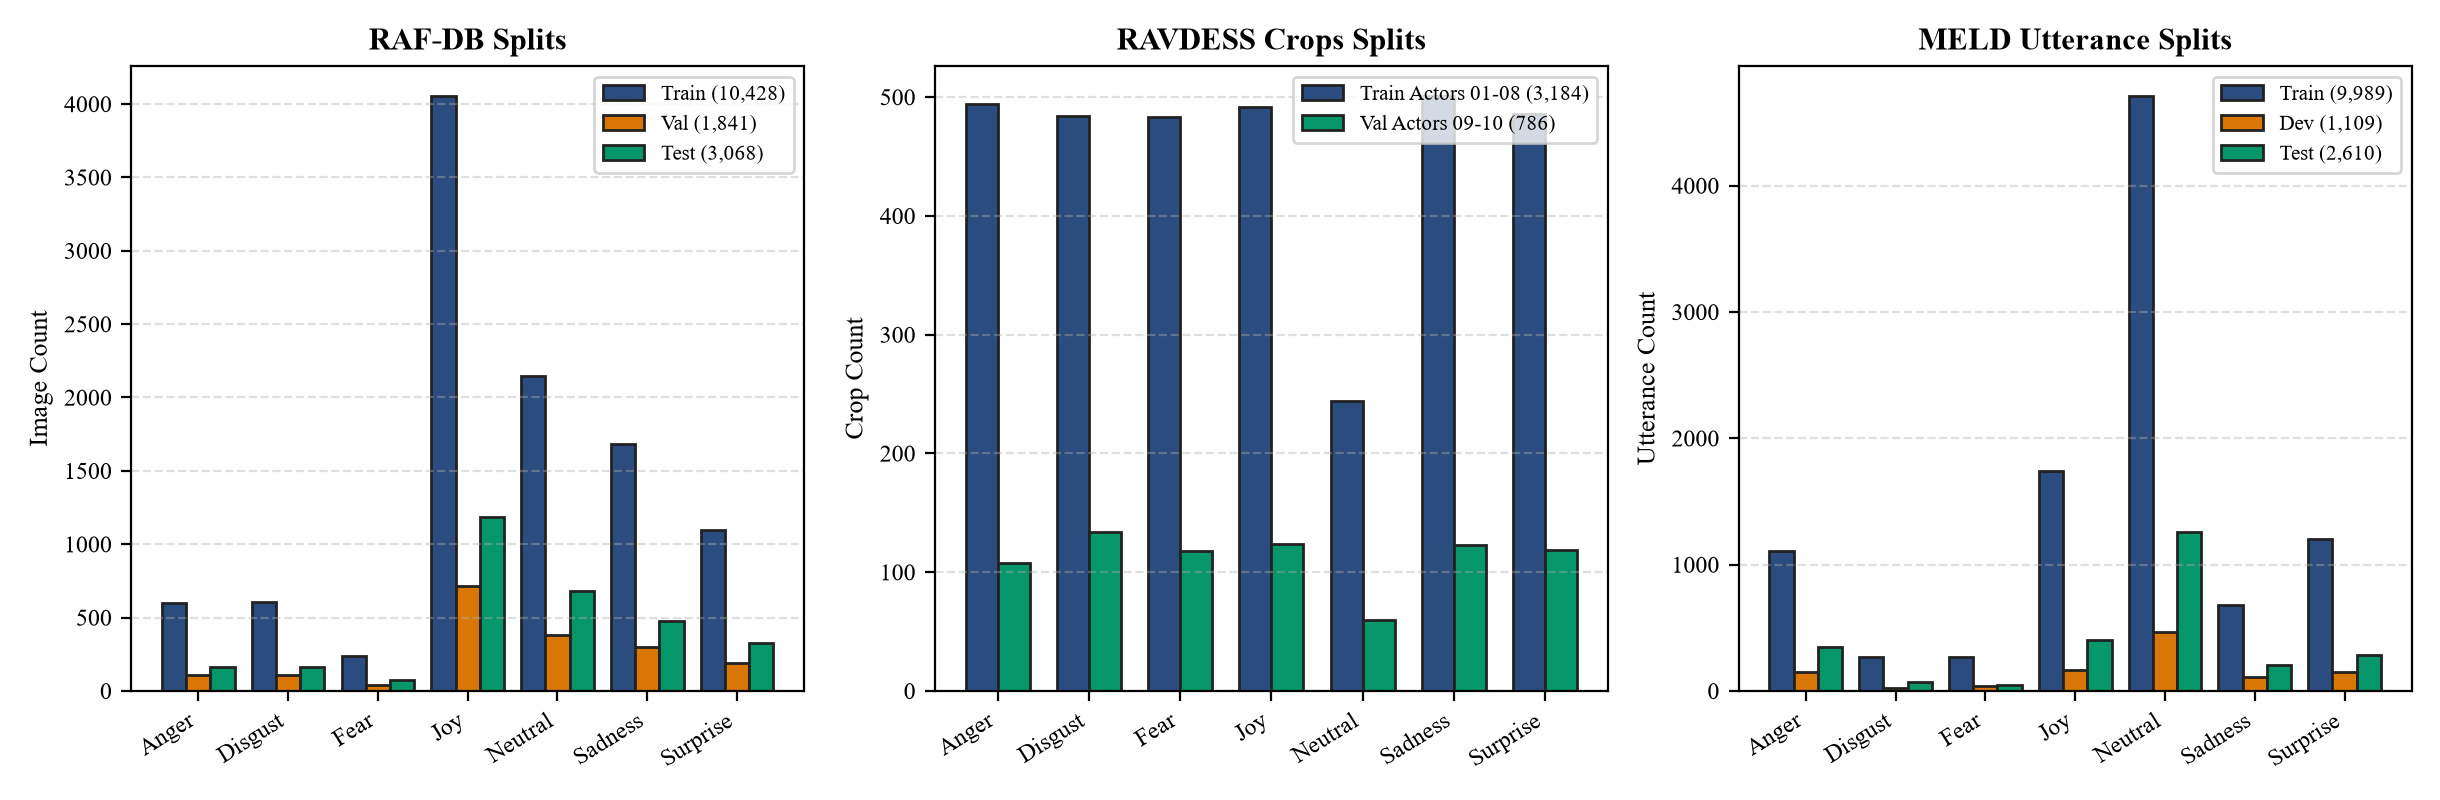 RAF-DB Splits
Image Count
4000
3500
3000
2500
2000
1500
1000
500
0
Train (10,428)
Val (1,841)
Test (3,068)
Anger
Disgust
Fear
Joy
Neutral
Sadness
Surprise
RAVDESS Crops Splits
Crop Count
500
400
300
200
100
0
Train Actors 01-08 (3,184)
Val Actors 09-10 (786)
Anger
Disgust
Fear
Joy
Neutral
Sadness
Surprise
MELD Utterance Splits
Utterance Count
4000
3000
2000
1000
0
Train (9,989)
Dev (1,109)
Test (2,610)
Anger
Disgust
Fear
Joy
Neutral
Sadness
Surprise